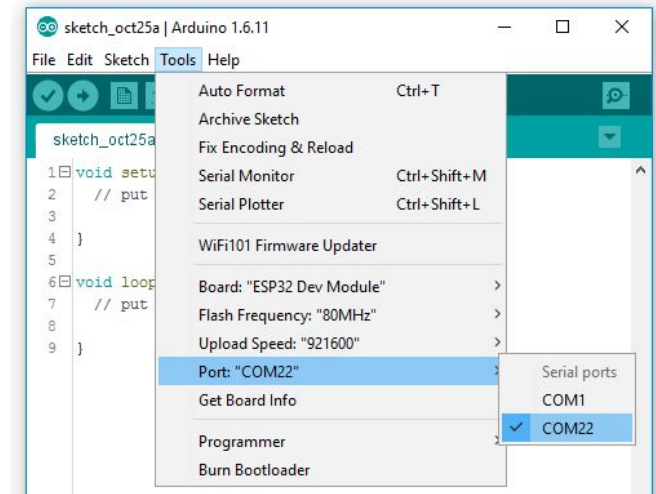 sketch_oct25a | Arduino 1.6.11
File Edit Sketch Tools Help
sketch_oct25a
Auto Format Ctrl+T
Archive Sketch
Fix Encoding & Reload
Serial Monitor Ctrl+Shift+M
Serial Plotter Ctrl+Shift+L
WiFi101 Firmware Updater
Board: "ESP32 Dev Module"
Flash Frequency: "80MHz"
Upload Speed: "921600"
Port: "COM22"
Get Board Info
Programmer
Burn Bootloader
Serial ports
COM1
COM22
1 void setu
2 // put
3
4 }
5
6 void loop
7 // put
8
9 }